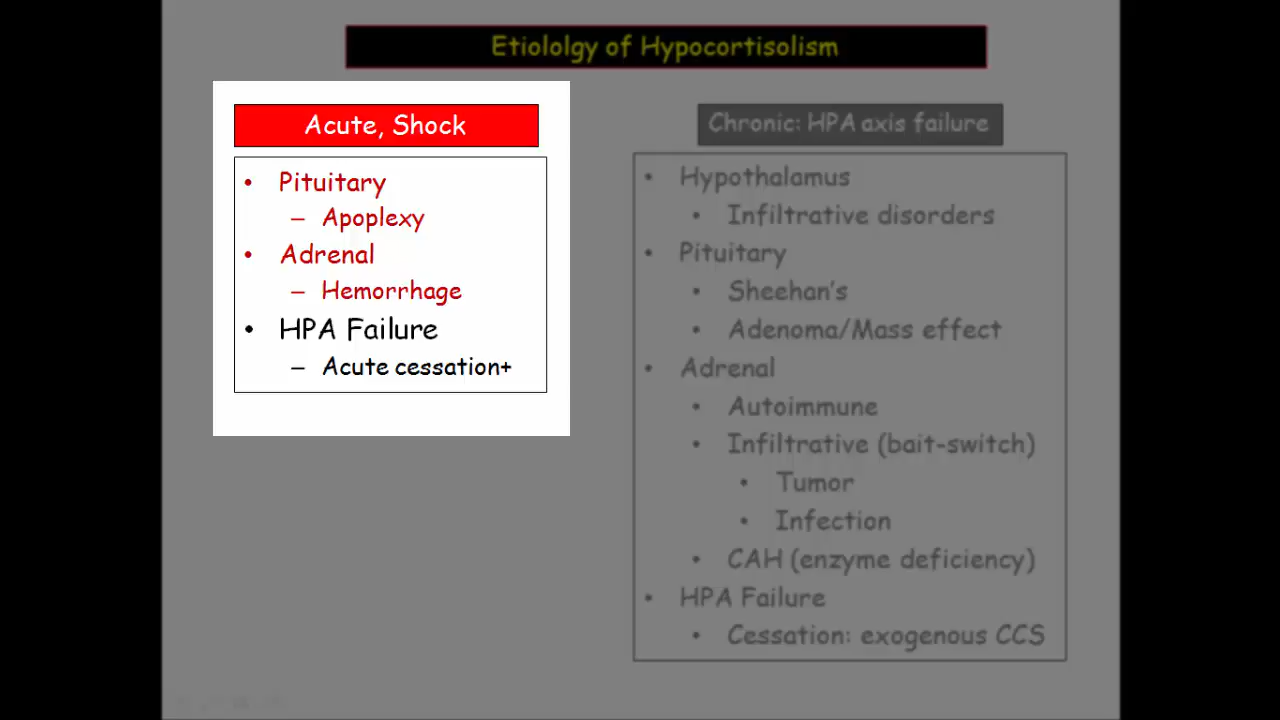 Etiololgy of Hypocortisolism
Acute, Shock
• Pituitary
– Apoplexy
• Adrenal
– Hemorrhage
• HPA Failure
– Acute cessation+
Chronic: HPA axis failure
• Hypothalamus
• Infiltrative disorders
• Pituitary
• Sheehan's
• Adenoma/Mass effect
• Adrenal
• Autoimmune
• Infiltrative (bait-switch)
• Tumor
• Infection
• CAH (enzyme deficiency)
• HPA Failure
• Cessation: exogenous CCS